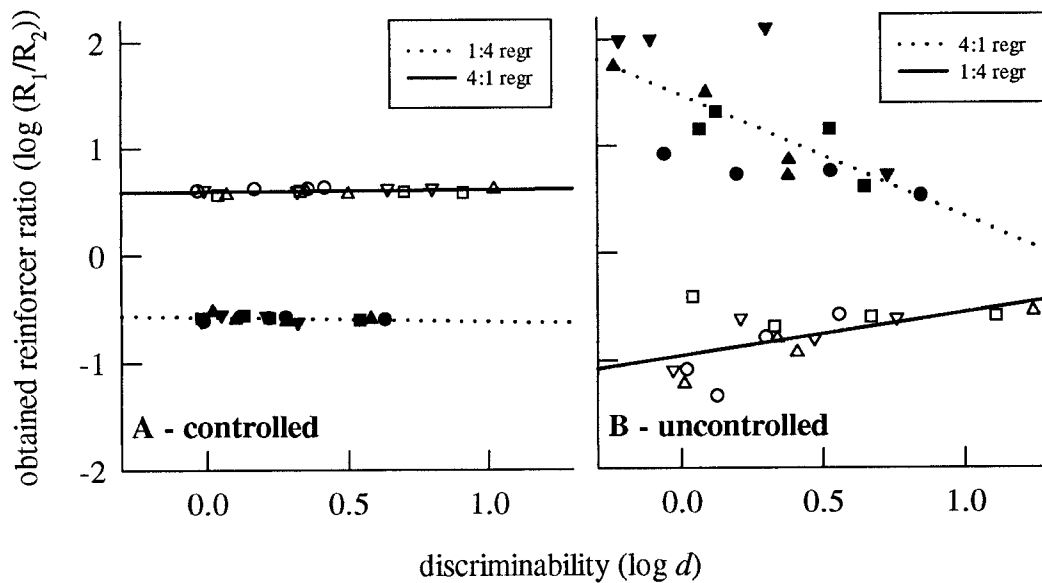 obtained reinforcer ratio (log (R₁/R₂))
2
1
0
-1
-2
1:4 regr
4:1 regr
A - controlled
0.0 0.5 1.0
4:1 regr
1:4 regr
B - uncontrolled
0.0 0.5 1.0
discriminability (log d)